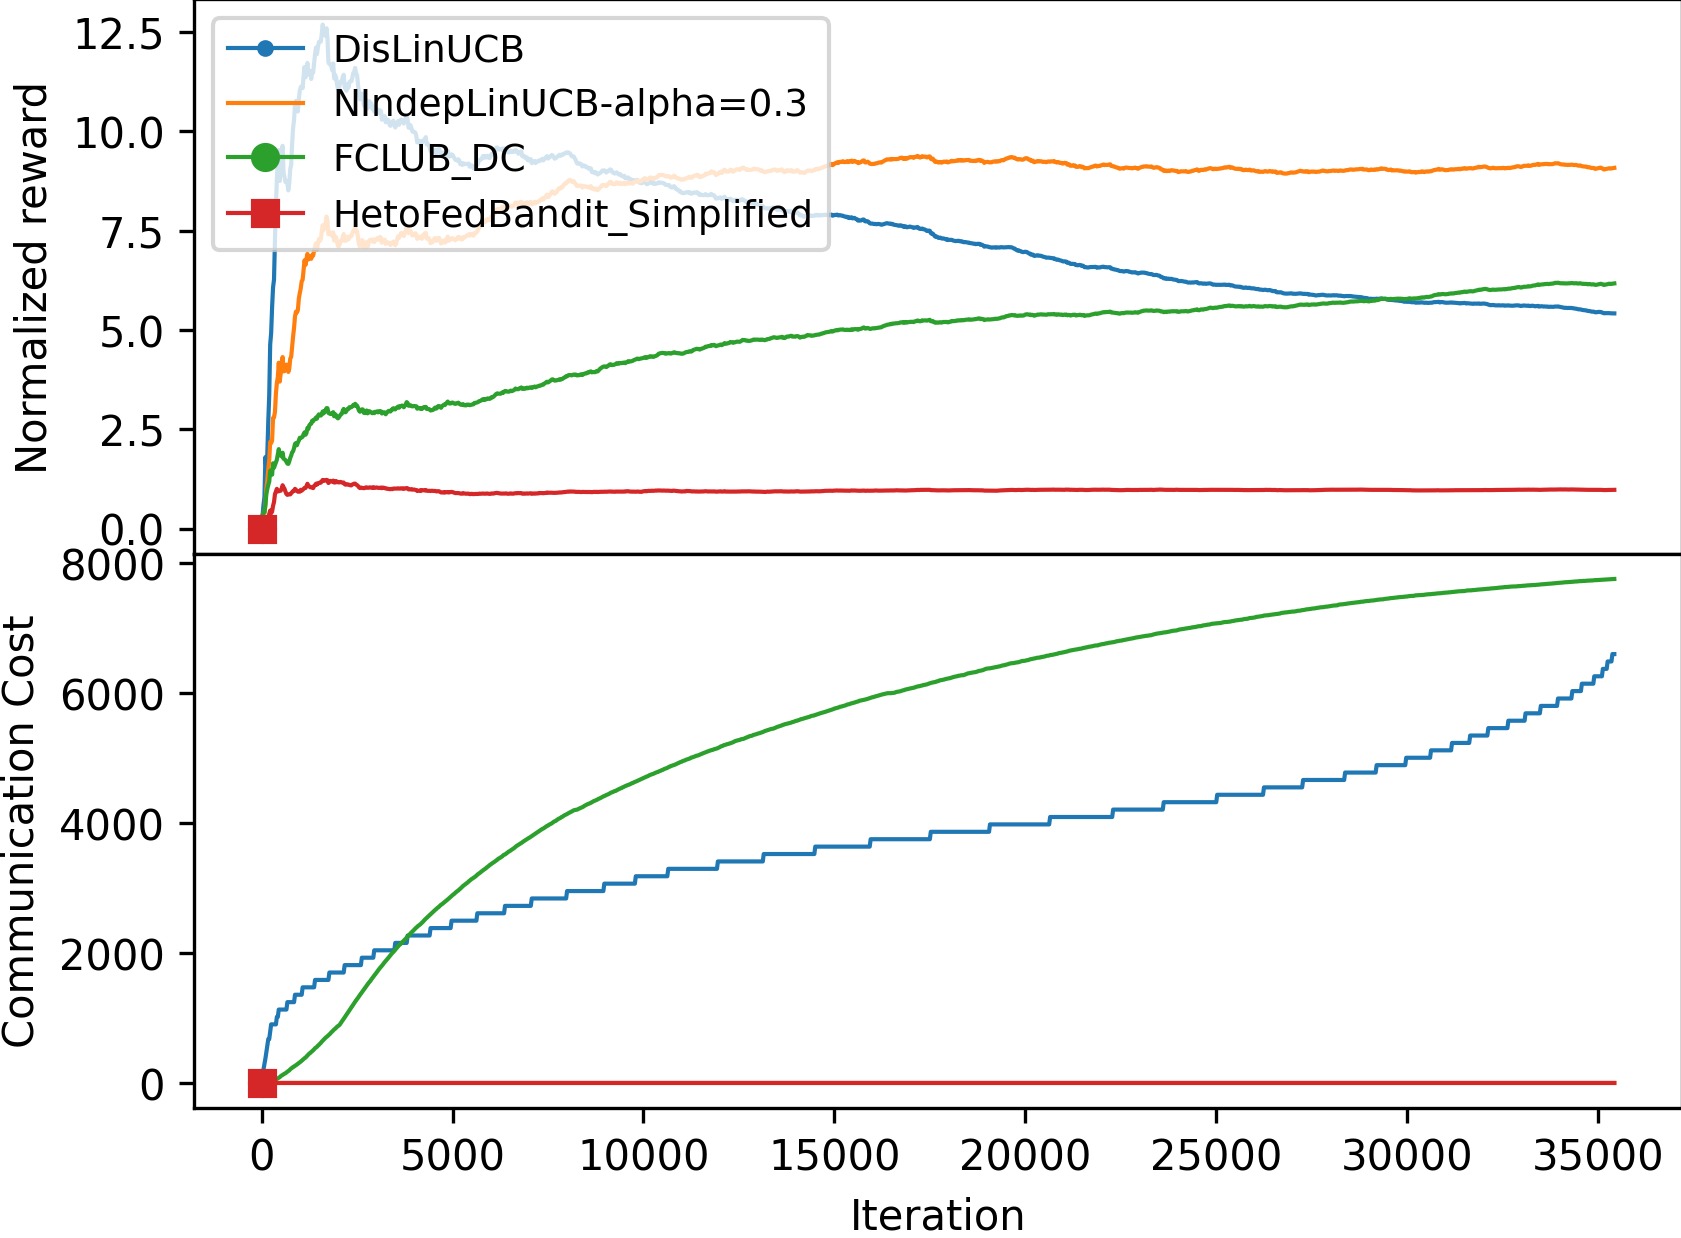 Normalized reward
12.5
10.0
7.5
5.0
2.5
0.0
DisLinUCB
NIndepLinUCB-alpha=0.3
FCLUB_DC
HetoFedBandit_Simplified
Communication Cost
8000
6000
4000
2000
0
0 5000 10000 15000 20000 25000 30000 35000
Iteration